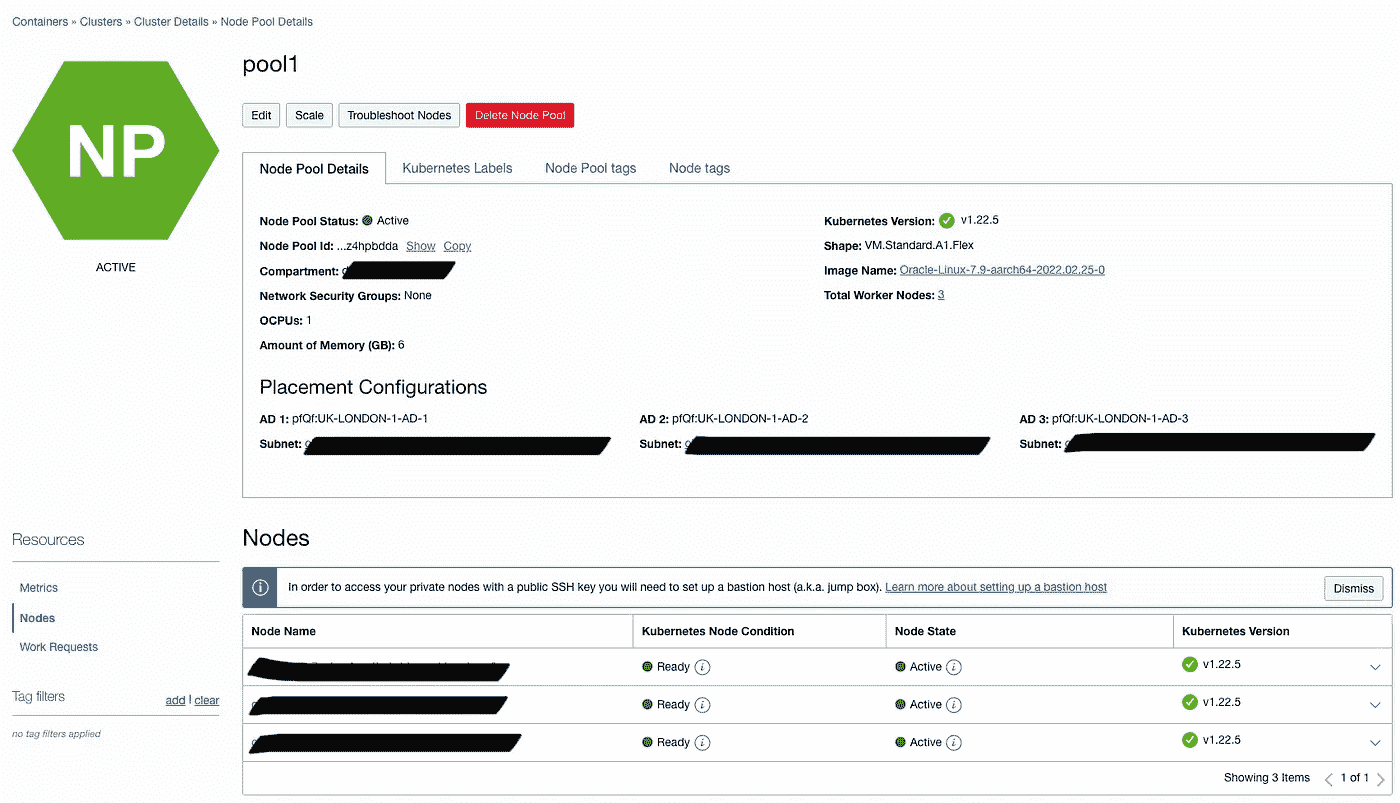 Containers » Clusters » Cluster Details » Node Pool Details
NP
ACTIVE
pool1
Edit Scale Troubleshoot Nodes Delete Node Pool
Node Pool Details Kubernetes Labels Node Pool tags Node tags
Node Pool Status: Active
Node Pool Id: ...z4hpbdda Show Copy
Compartment:
Network Security Groups: None
OCPUs: 1
Amount of Memory (GB): 6
Kubernetes Version: v1.22.5
Shape: VM.Standard.A1.Flex
Image Name: Oracle-Linux-7.9-aarch64-2022.02.25-0
Total Worker Nodes: 3
Placement Configurations
AD 1: pfQf:UK-LONDON-1-AD-1 AD 2: pfQf:UK-LONDON-1-AD-2 AD 3: pfQf:UK-LONDON-1-AD-3
Subnet: Subnet: Subnet:
Resources
Metrics
Nodes
Work Requests
Tag filters add | clear
no tag filters applied
Nodes
In order to access your private nodes with a public SSH key you will need to set up a bastion host (a.k.a. jump box). Learn more about setting up a bastion host Dismiss
Node Name Kubernetes Node Condition Node State Kubernetes Version
Ready Active v1.22.5
Ready Active v1.22.5
Ready Active v1.22.5
Showing 3 Items 1 of 1